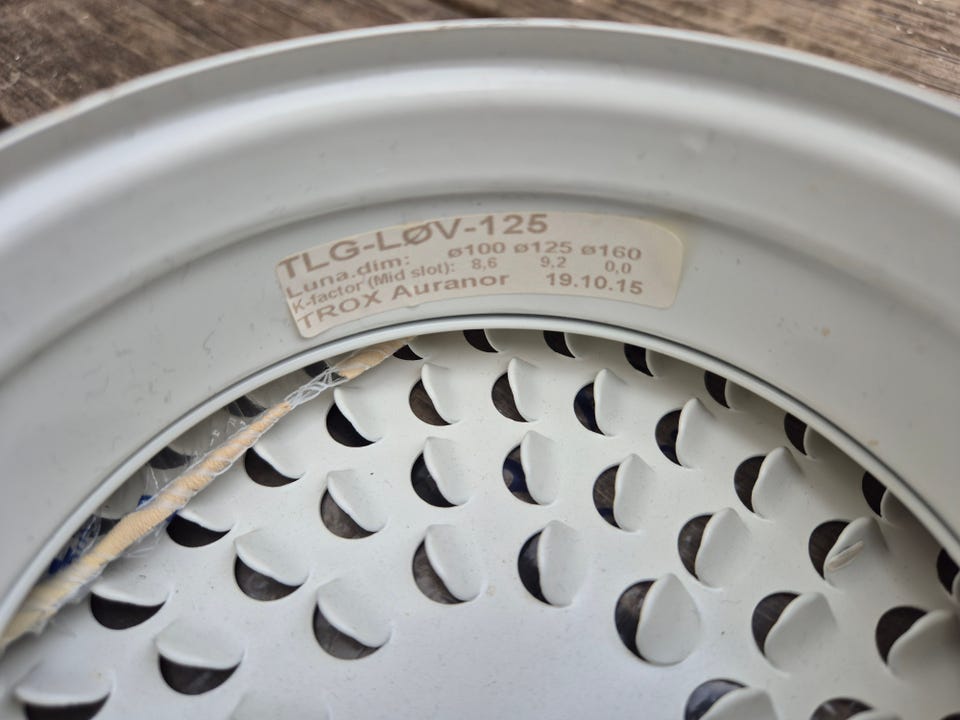 TLG-LØV-125
Luna.dim: ø100 ø125 ø160
K-factor (Mid slot): 8,6 9.2 0,0
TROX Auranor 19.10.15